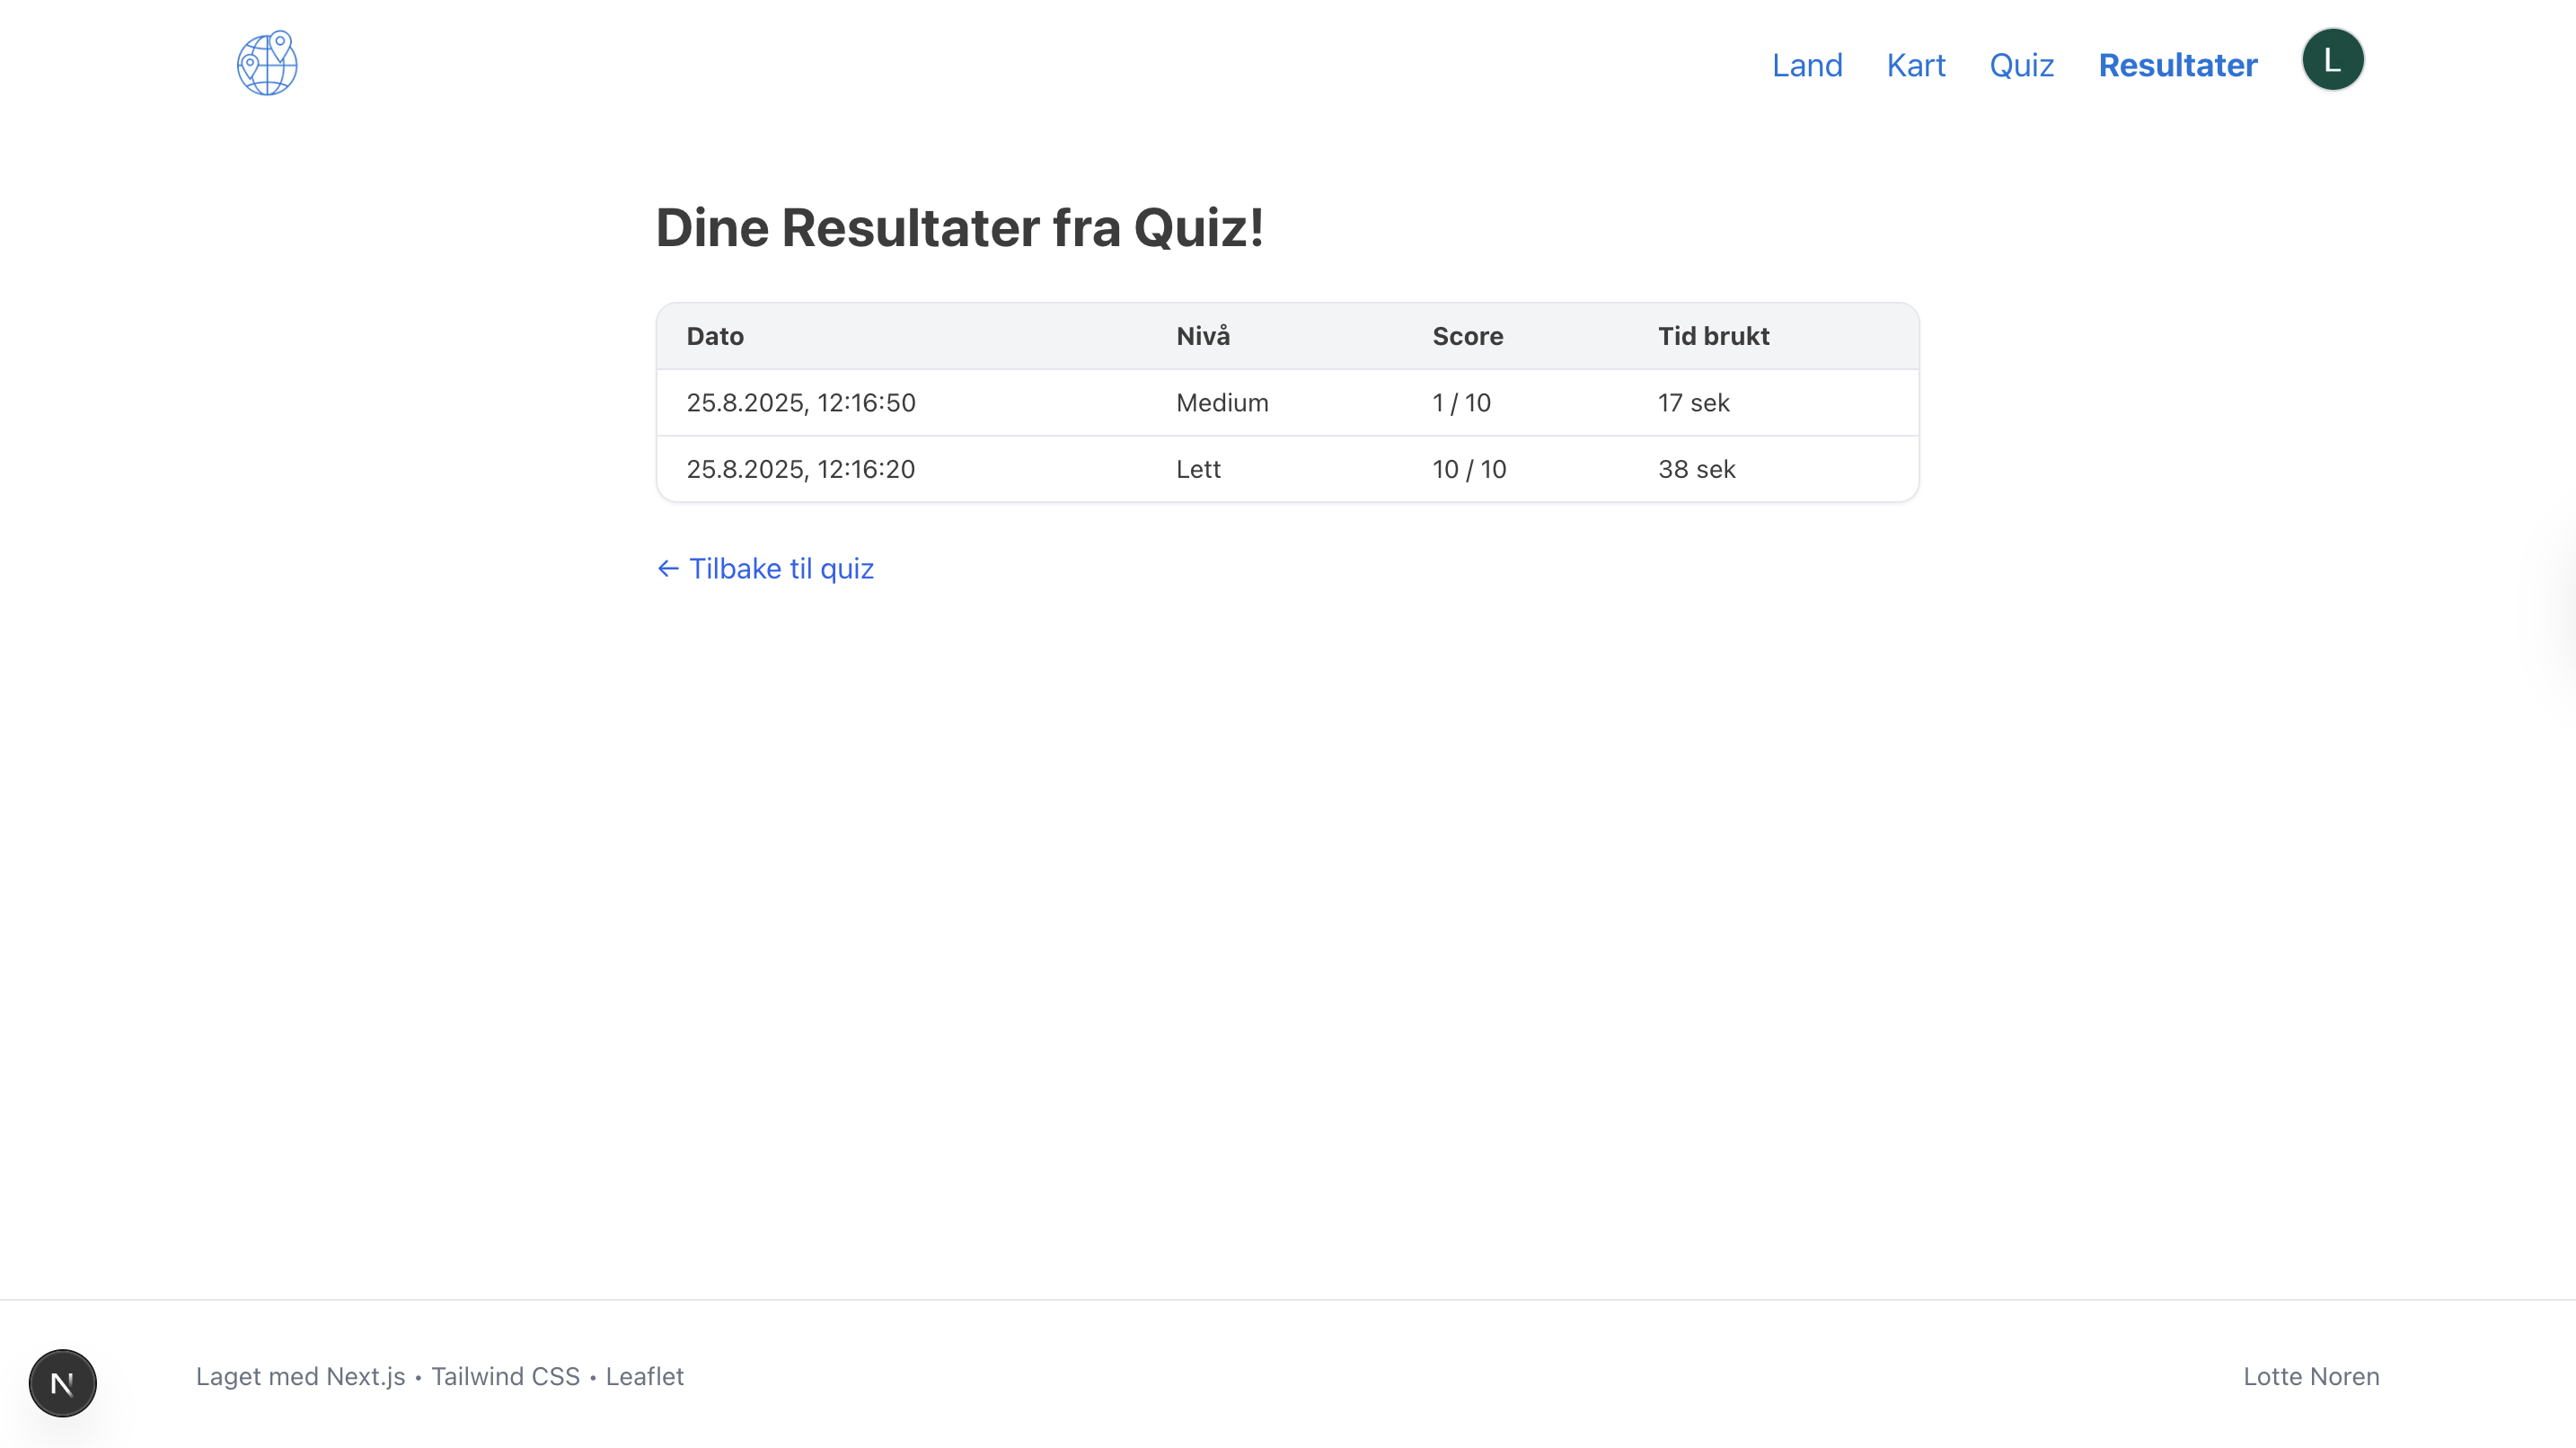 Land Kart Quiz Resultater L
Dine Resultater fra Quiz!
Dato Nivå Score Tid brukt
25.8.2025, 12:16:50 Medium 1 / 10 17 sek
25.8.2025, 12:16:20 Lett 10 / 10 38 sek
← Tilbake til quiz
N Laget med Next.js • Tailwind CSS • Leaflet Lotte Noren